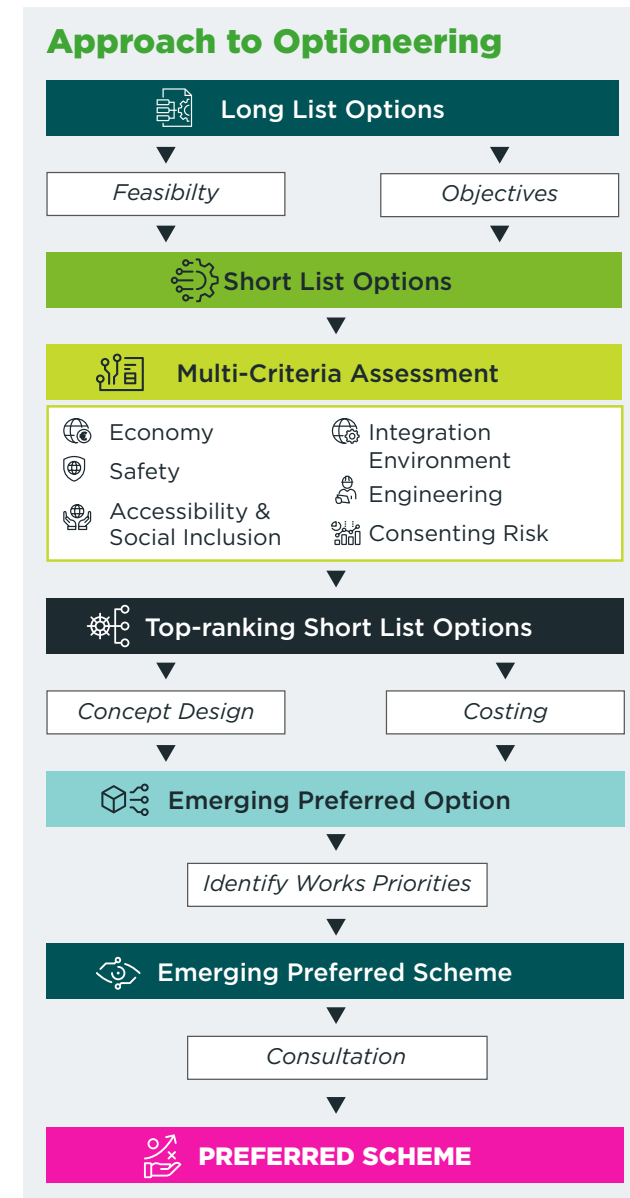 Approach to Optioneering
Long List Options
Feasibilty
Objectives
Short List Options
Multi-Criteria Assessment
Economy
Safety
Accessibility &
Social Inclusion
Integration
Environment
Engineering
Consenting Risk
Top-ranking Short List Options
Concept Design
Costing
Emerging Preferred Option
Identify Works Priorities
Emerging Preferred Scheme
Consultation
PREFERRED SCHEME